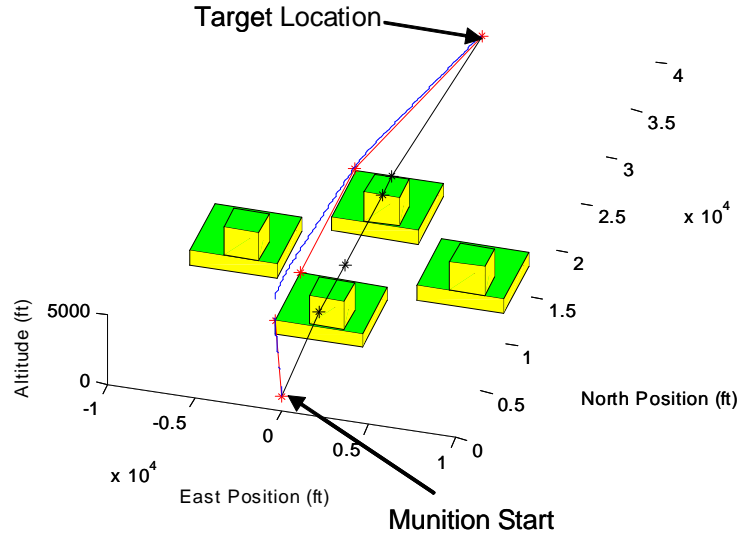 Target Location
4
3.5
3
2.5
x 10^4
2
1.5
1
0.5
0
North Position (ft)
5000
0
Altitude (ft)
-1
-0.5
0
0.5
1
x 10^4
East Position (ft)
Munition Start